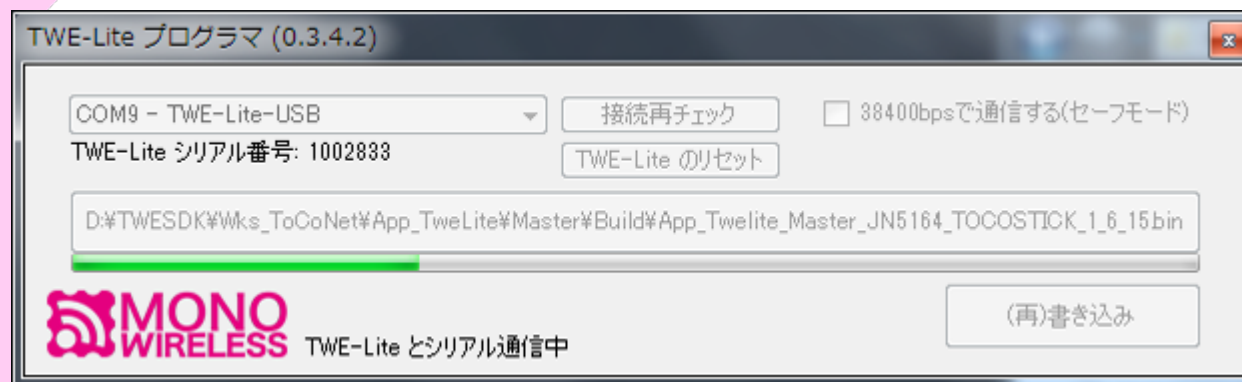 TWE-Lite プログラマ (0.3.4.2)
COM9 - TWE-Lite-USB
接続再チェック
38400bpsで通信する(セーフモード)
TWE-Lite シリアル番号: 1002833
TWE-Lite のリセット
D:¥TWESDK¥Wks_ToCoNet¥App_TweLite¥Master¥Build¥App_Twelite_Master_JN5164_TOCOSTICK_1_6_15.bin
MONO
WIRELESS
TWE-Lite とシリアル通信中
(再)書き込み